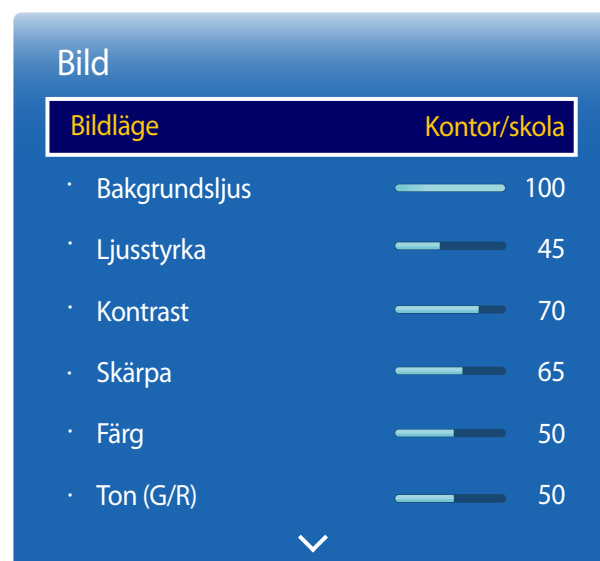 Bild
Bildläge Kontor/skola
· Bakgrundsljus 100
· Ljusstyrka 45
· Kontrast 70
· Skärpa 65
· Färg 50
· Ton (G/R) 50